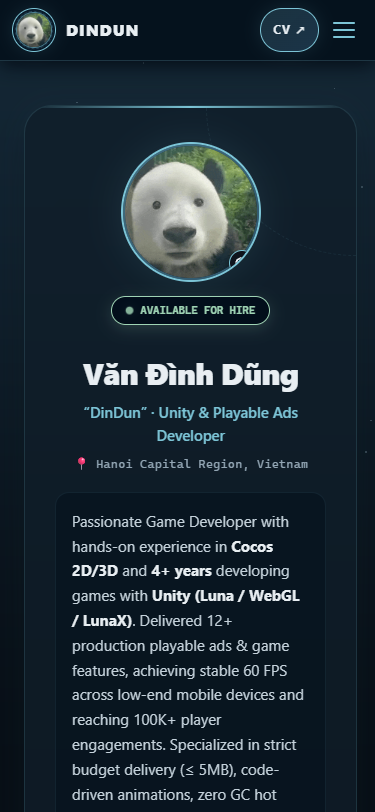 DINDUN
CV ↗
AVAILABLE FOR HIRE
Văn Đình Dũng
“DinDun” · Unity & Playable Ads
Developer
📍 Hanoi Capital Region, Vietnam
Passionate Game Developer with
hands-on experience in Cocos
2D/3D and 4+ years developing
games with Unity (Luna / WebGL
/ LunaX). Delivered 12+
production playable ads & game
features, achieving stable 60 FPS
across low-end mobile devices and
reaching 100K+ player
engagements. Specialized in strict
budget delivery (≤ 5MB), code-
driven animations, zero GC hot